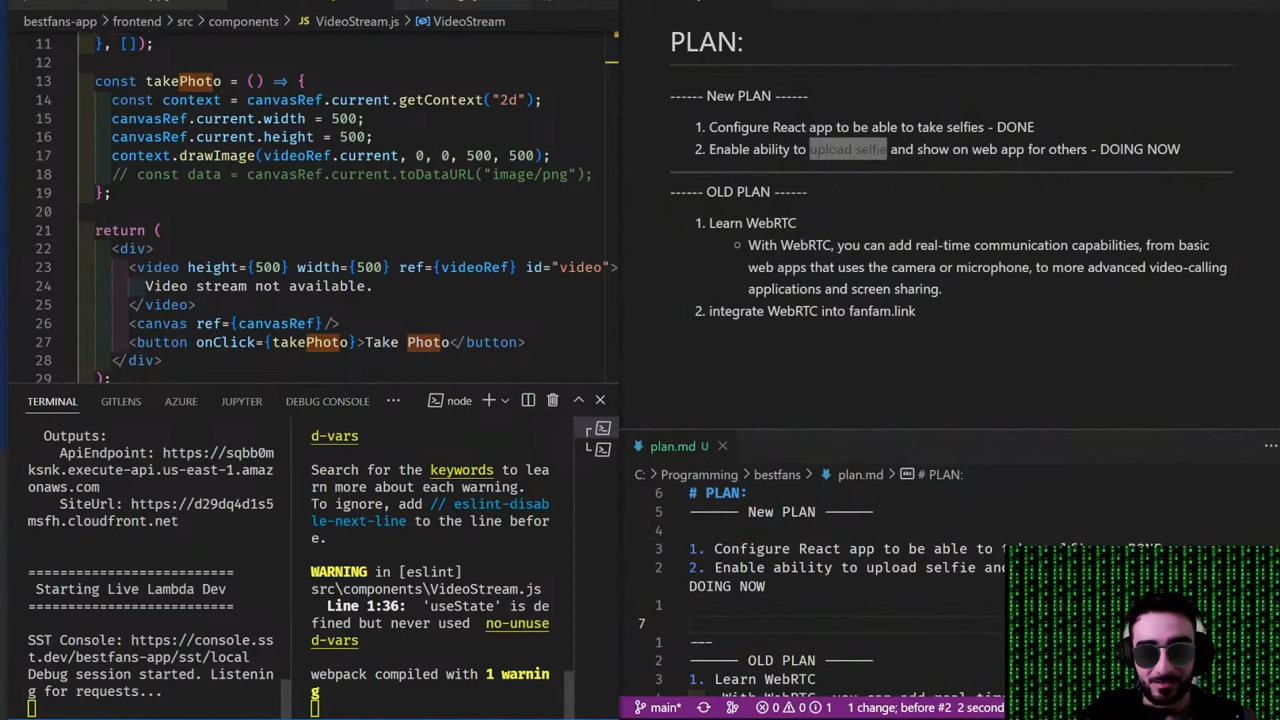 bestfans-app > frontend > src > components > JS VideoStream.js > VideoStream
11 }, []);
12
13 const takePhoto = () => {
14 const context = canvasRef.current.getContext("2d");
15 canvasRef.current.width = 500;
16 canvasRef.current.height = 500;
17 context.drawImage(videoRef.current, 0, 0, 500, 500);
18 // const data = canvasRef.current.toDataURL("image/png");
19 };
20
21 return (
22 <div>
23 <video height={500} width={500} ref={videoRef} id="video">
24 Video stream not available.
25 </video>
26 <canvas ref={canvasRef}/>
27 <button onClick={takePhoto}>Take Photo</button>
28 </div>
29 );
TERMINAL GITLENS AZURE JUPYTER DEBUG CONSOLE ... node
Outputs:
ApiEndpoint: https://sqbb0m
ksnk.execute-api.us-east-1.amaz
onaws.com
SiteUrl: https://d29dq4d1s5
msfh.cloudfront.net
==========================
Starting Live Lambda Dev
==========================
SST Console: https://console.ss
t.dev/bestfans-app/sst/local
Debug session started. Listenin
g for requests...
d-vars
Search for the keywords to lea
rn more about each warning.
To ignore, add // eslint-disab
le-next-line to the line befor
e.
WARNING in [eslint]
src\components\VideoStream.js
Line 1:36: 'useState' is de
fined but never used no-unuse
d-vars
webpack compiled with 1 warnin
g
PLAN:
------ New PLAN ------
1. Configure React app to be able to take selfies - DONE
2. Enable ability to upload selfie and show on web app for others - DOING NOW
------ OLD PLAN ------
1. Learn WebRTC
With WebRTC, you can add real-time communication capabilities, from basic
web apps that uses the camera or microphone, to more advanced video-calling
applications and screen sharing.
2. integrate WebRTC into fanfam.link
plan.md U
C: > Programming > bestfans > plan.md > # PLAN:
6 # PLAN:
5 ------ New PLAN ------
4
3 1. Configure React app to be able to
2 2. Enable ability to upload selfie and
DOING NOW
1
7
1 ---
2 ------ OLD PLAN ------
3 1. Learn WebRTC
4 - With WebRTC, you can add
main* 0 0 1 1 change; before #2 2 second